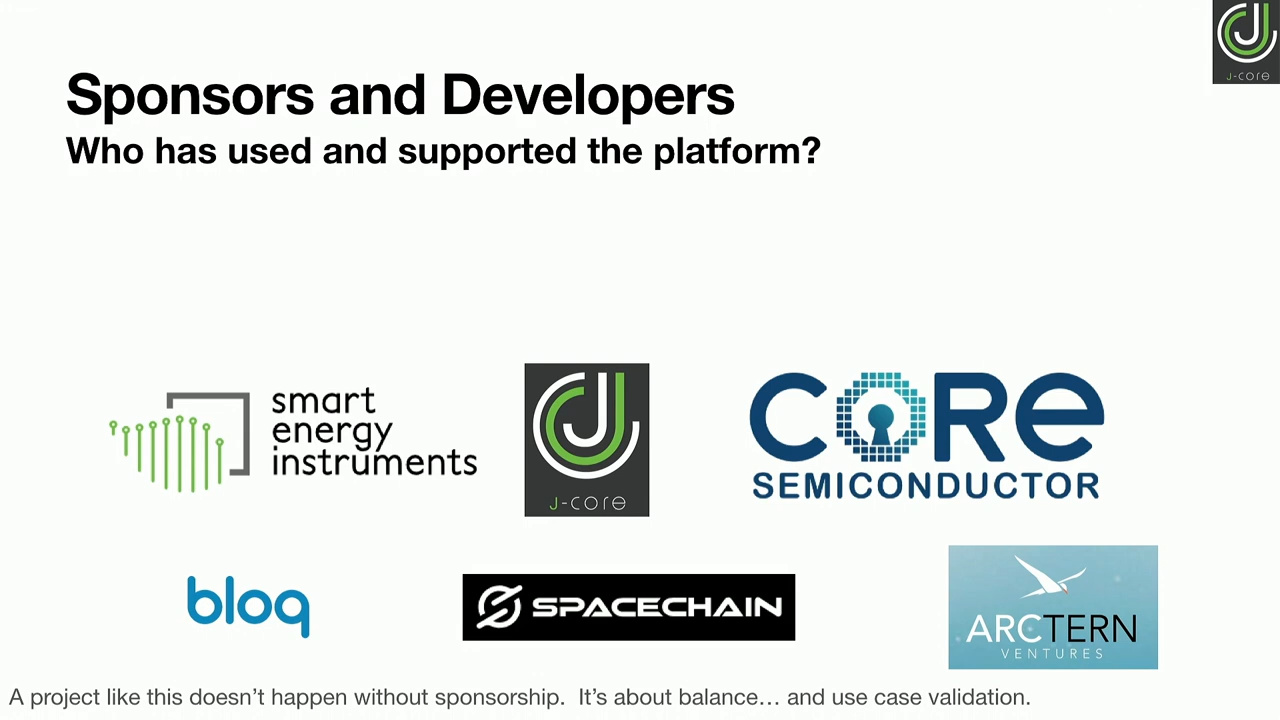 J-core
Sponsors and Developers
Who has used and supported the platform?
smart
energy
instruments
J-core
CORe
SEMICONDUCTOR
bloq
SPACECHAIN
ARCTERN
VENTURES
A project like this doesn't happen without sponsorship.  It's about balance… and use case validation.